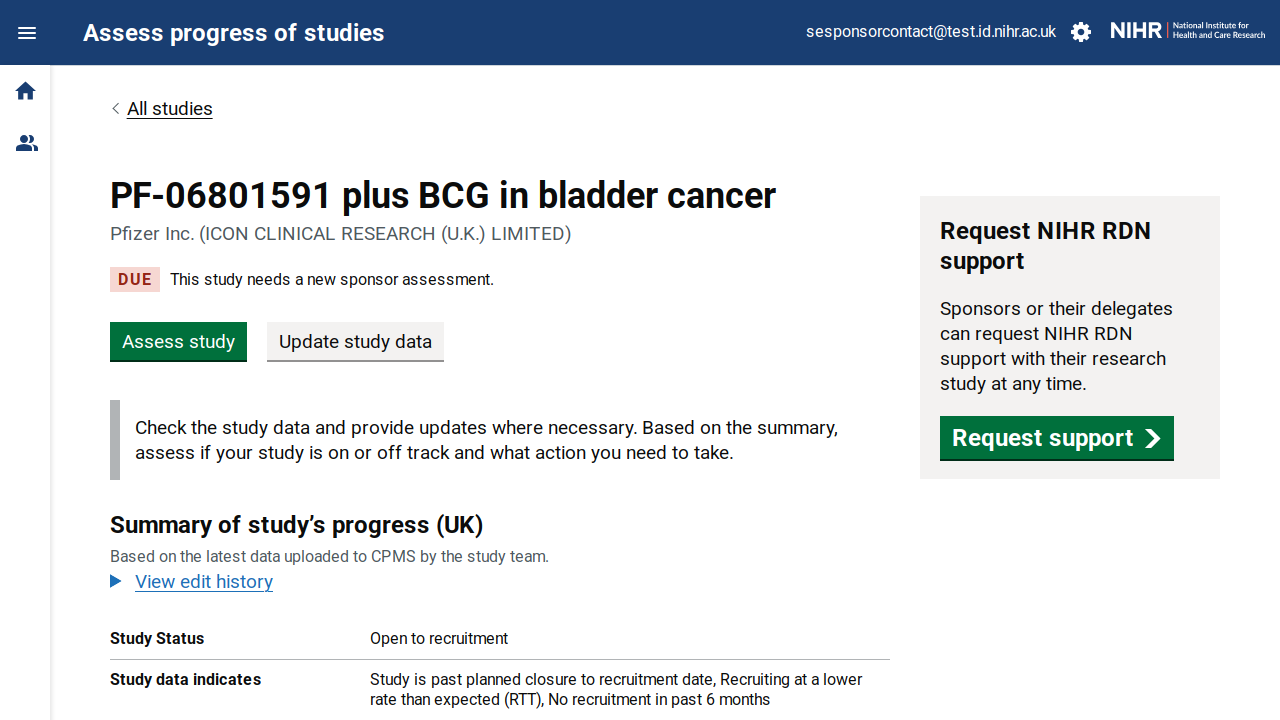 Assess progress of studies
sesponsorcontact@test.id.nihr.ac.uk
NIHR
National Institute for
Health and Care Research
All studies
PF-06801591 plus BCG in bladder cancer
Pfizer Inc. (ICON CLINICAL RESEARCH (U.K.) LIMITED)
DUE This study needs a new sponsor assessment.
Assess study
Update study data
Check the study data and provide updates where necessary. Based on the summary,
assess if your study is on or off track and what action you need to take.
Summary of study’s progress (UK)
Based on the latest data uploaded to CPMS by the study team.
View edit history
Study Status Open to recruitment
Study data indicates Study is past planned closure to recruitment date, Recruiting at a lower
rate than expected (RTT), No recruitment in past 6 months
Request NIHR RDN
support
Sponsors or their delegates
can request NIHR RDN
support with their research
study at any time.
Request support